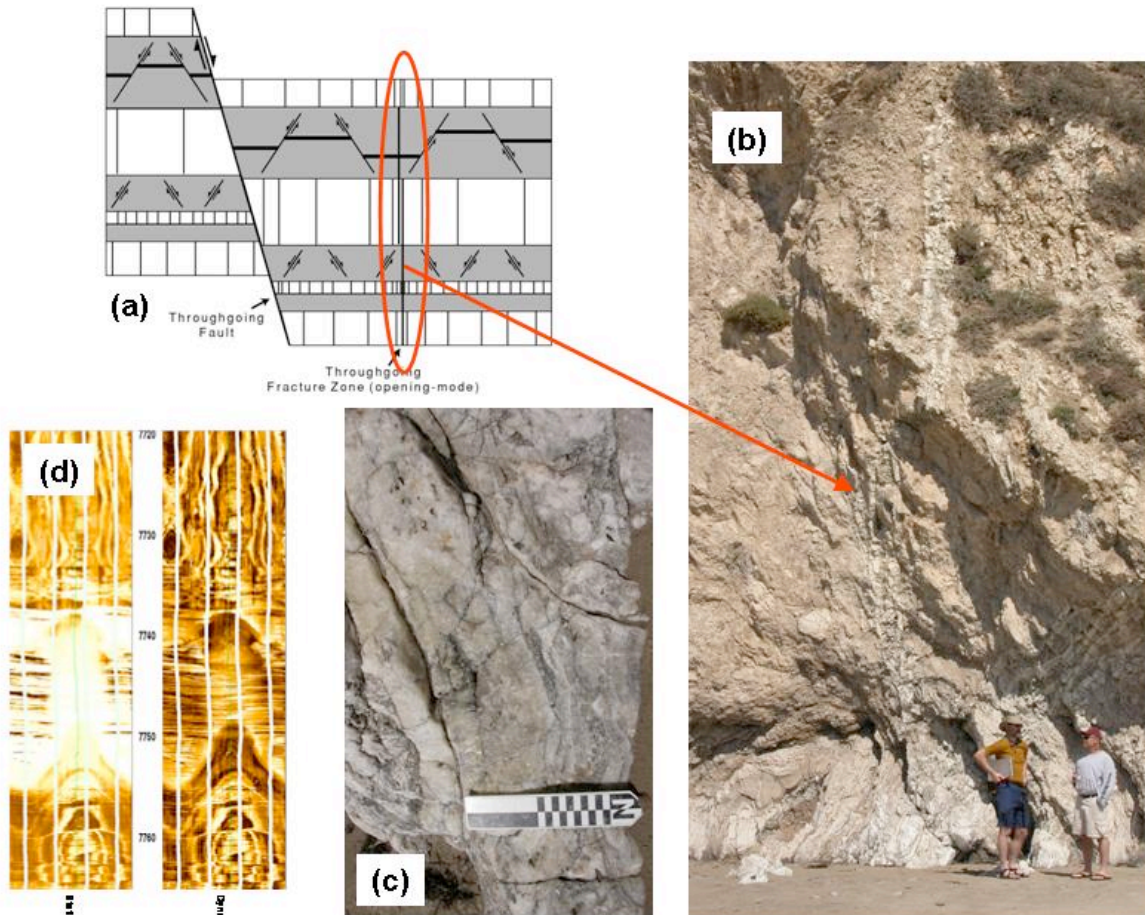 (a)
Throughgoing
Fault
Throughgoing
Fracture Zone (opening-mode)
(b)
(d)
7720
7730
7740
7750
7760
(c)
N